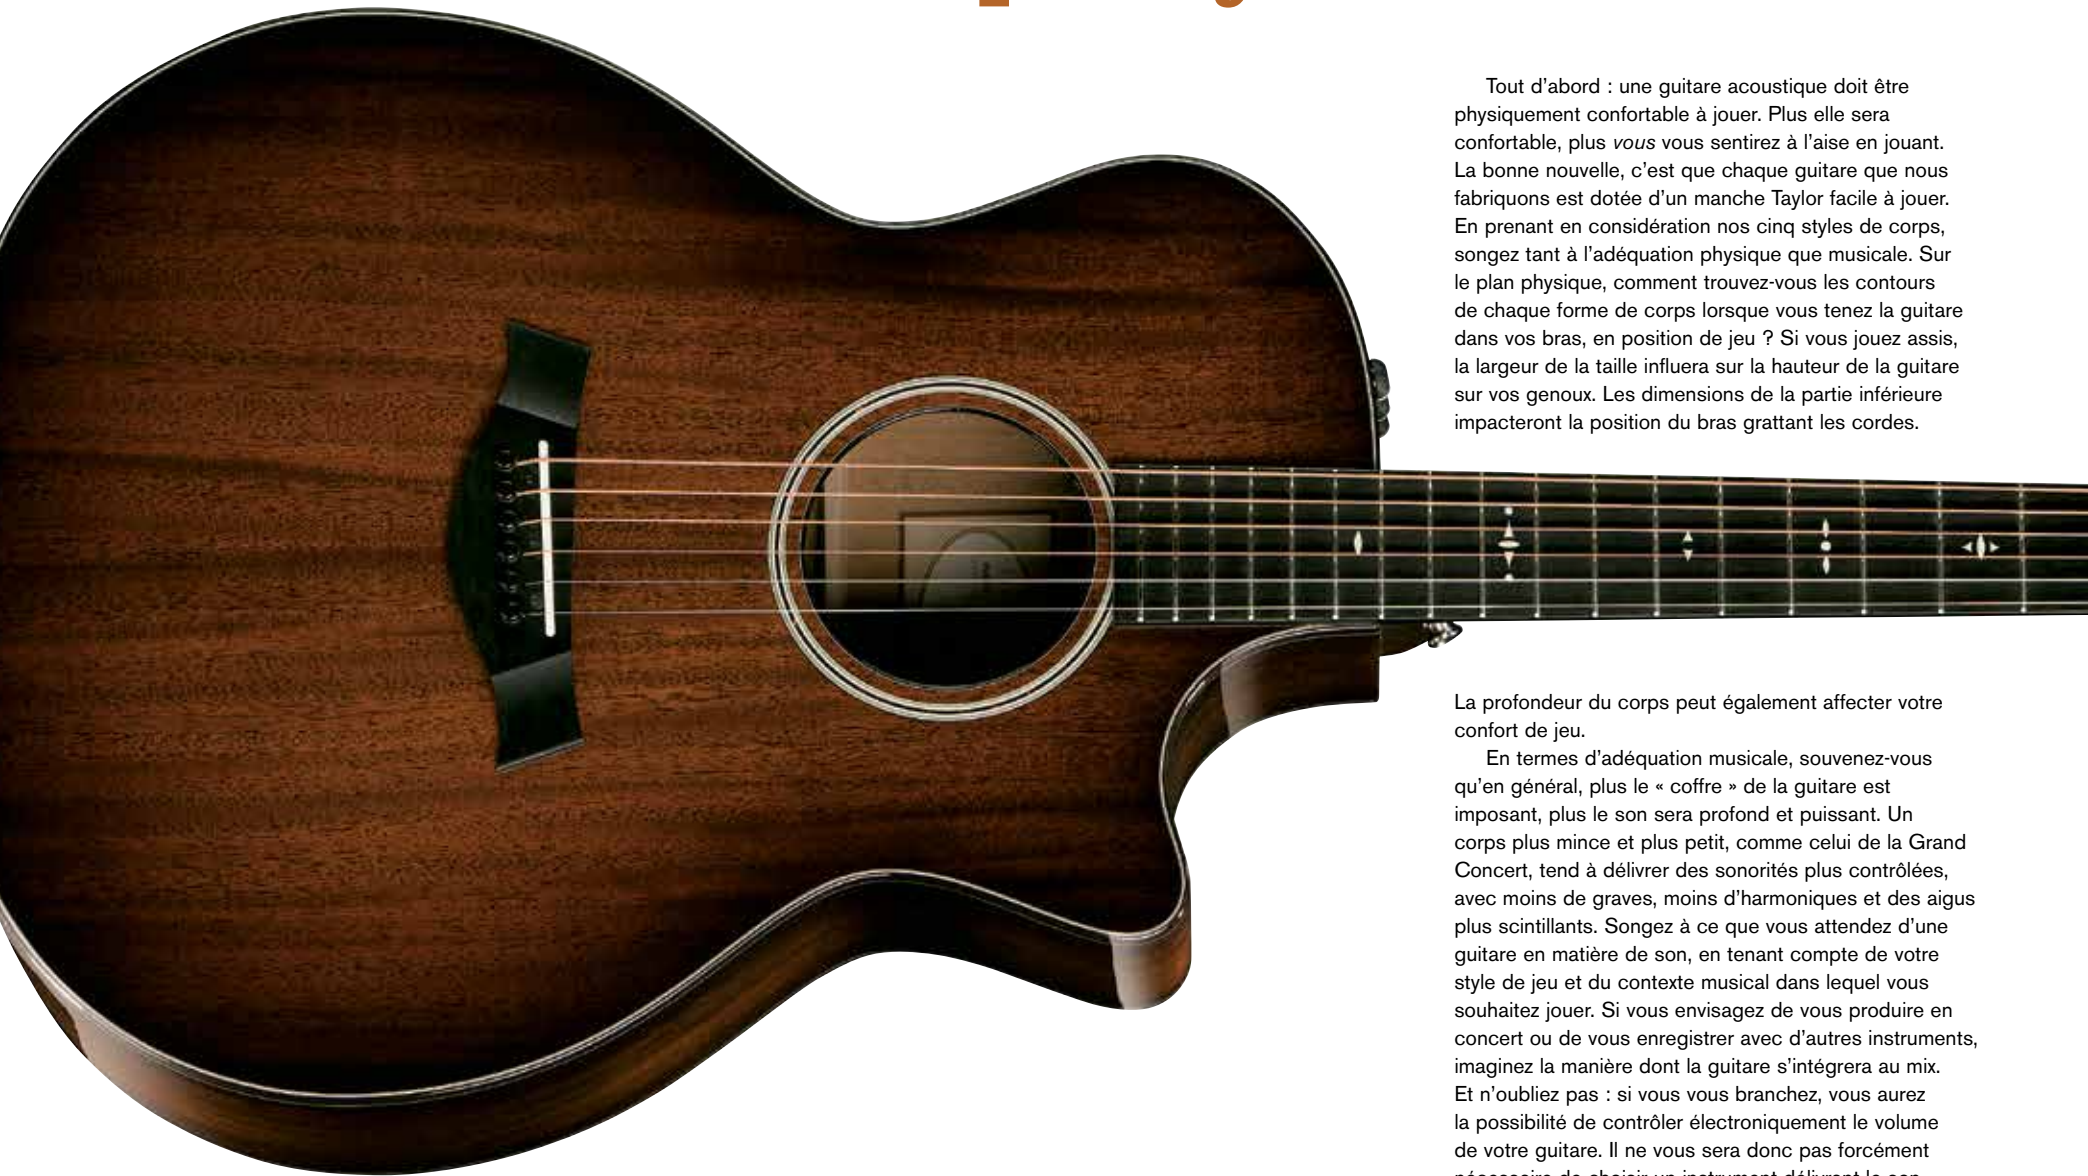 Tout d’abord : une guitare acoustique doit être
physiquement confortable à jouer. Plus elle sera
confortable, plus vous vous sentirez à l’aise en jouant.
La bonne nouvelle, c’est que chaque guitare que nous
fabriquons est dotée d’un manche Taylor facile à jouer.
En prenant en considération nos cinq styles de corps,
songez tant à l’adéquation physique que musicale. Sur
le plan physique, comment trouvez-vous les contours
de chaque forme de corps lorsque vous tenez la guitare
dans vos bras, en position de jeu ? Si vous jouez assis,
la largeur de la taille influera sur la hauteur de la guitare
sur vos genoux. Les dimensions de la partie inférieure
impacteront la position du bras grattant les cordes.
La profondeur du corps peut également affecter votre
confort de jeu.
En termes d’adéquation musicale, souvenez-vous
qu’en général, plus le « coffre » de la guitare est
imposant, plus le son sera profond et puissant. Un
corps plus mince et plus petit, comme celui de la Grand
Concert, tend à délivrer des sonorités plus contrôlées,
avec moins de graves, moins d’harmoniques et des aigus
plus scintillants. Songez à ce que vous attendez d’une
guitare en matière de son, en tenant compte de votre
style de jeu et du contexte musical dans lequel vous
souhaitez jouer. Si vous envisagez de vous produire en
concert ou de vous enregistrer avec d’autres instruments,
imaginez la manière dont la guitare s’intégrera au mix.
Et n’oubliez pas : si vous vous branchez, vous aurez
la possibilité de contrôler électroniquement le volume
de votre guitare. Il ne vous sera donc pas forcément
nécessaire de choisir un instrument délivrant le son